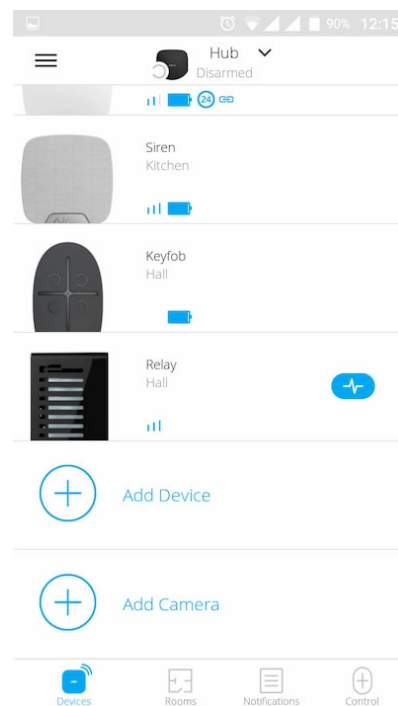 90% 12:15
Hub
Disarmed
24
Siren
Kitchen
Keyfob
Hall
Relay
Hall
Add Device
Add Camera
Devices
Rooms
Notifications
Control